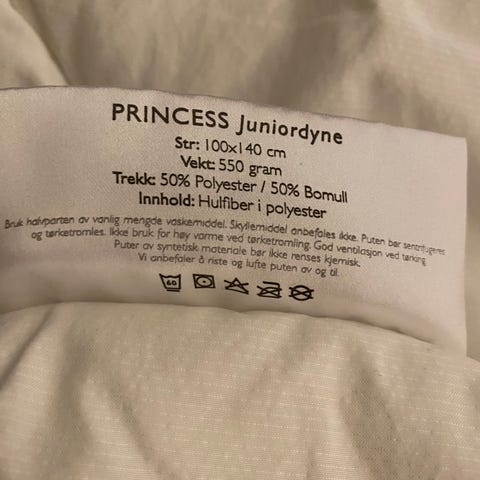 PRINCESS Juniordyne
Str: 100x140 cm
Vekt: 550 gram
Trekk: 50% Polyester / 50% Bomull
Innhold: Hulfiber i polyester
Bruk halvparten av vanlig mengde vaskemiddel. Skyllemiddel anbefales ikke. Puten bør sentrifugeres
og tørketromles. Ikke bruk for høy varme ved tørketromling. God ventilasjon ved tørking.
Puter av syntetisk materiale bør ikke renses kjemisk.
Vi anbefaler å riste og lufte puten av og til.
60